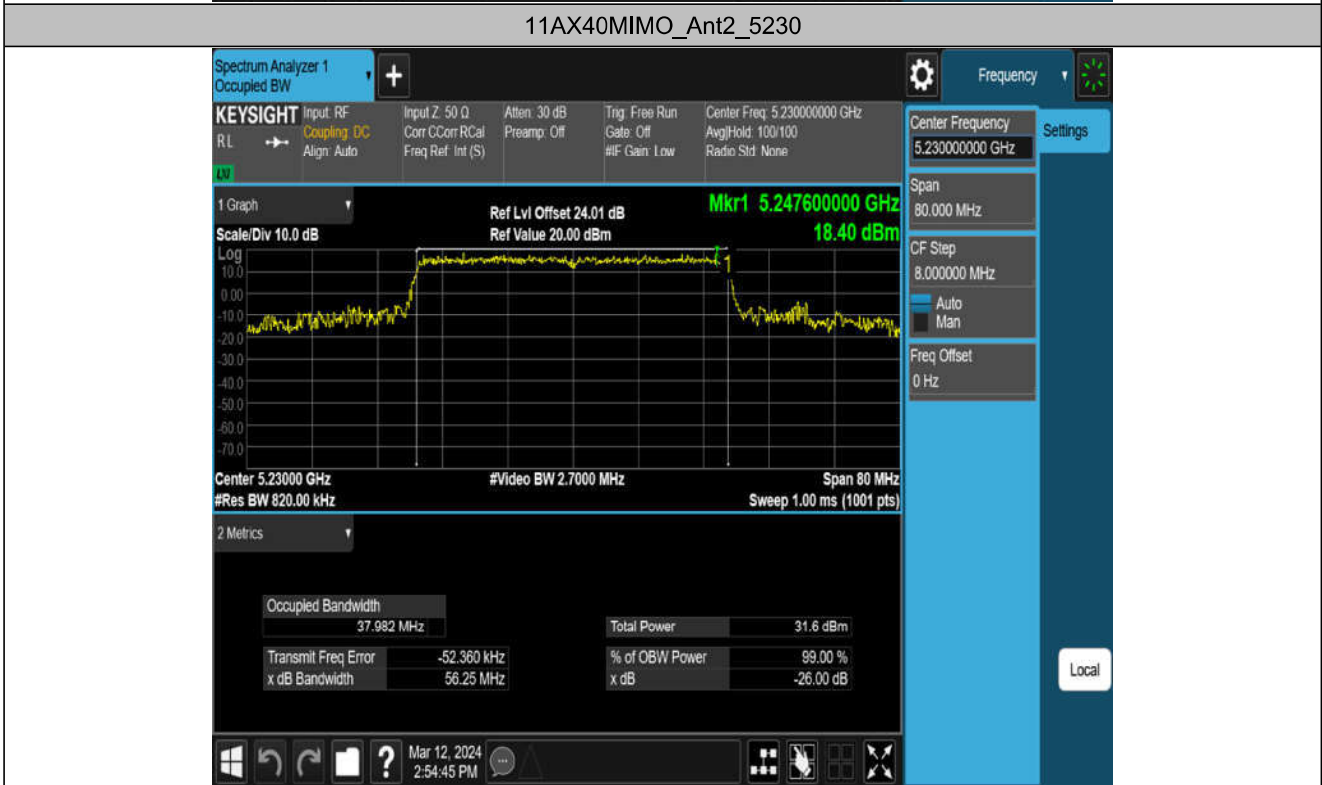 11AX40MIMO_Ant2_5230
Spectrum Analyzer 1
Occupied BW
Frequency
KEYSIGHT
R L
LXI
Input: RF
Coupling: DC
Align: Auto
Input Z: 50 Ω
Corr CCorr RCal
Freq Ref: Int (S)
Atten: 30 dB
Preamp: Off
Trig: Free Run
Gate: Off
#IF Gain: Low
Center Freq: 5.230000000 GHz
Avg|Hold: 100/100
Radio Std: None
1 Graph
Scale/Div 10.0 dB
Ref Lvl Offset 24.01 dB
Ref Value 20.00 dBm
Mkr1 5.247600000 GHz
18.40 dBm
Log
10.0
0.00
-10.0
-20.0
-30.0
-40.0
-50.0
-60.0
-70.0
1
Center 5.23000 GHz
#Video BW 2.7000 MHz
Span 80 MHz
#Res BW 820.00 kHz
Sweep 1.00 ms (1001 pts)
2 Metrics
Occupied Bandwidth
37.982 MHz
Total Power 31.6 dBm
Transmit Freq Error -52.360 kHz
% of OBW Power 99.00 %
x dB Bandwidth 56.25 MHz
x dB -26.00 dB
Center Frequency
5.230000000 GHz
Settings
Span
80.000 MHz
CF Step
8.000000 MHz
Auto
Man
Freq Offset
0 Hz
Local
?
Mar 12, 2024
2:54:45 PM